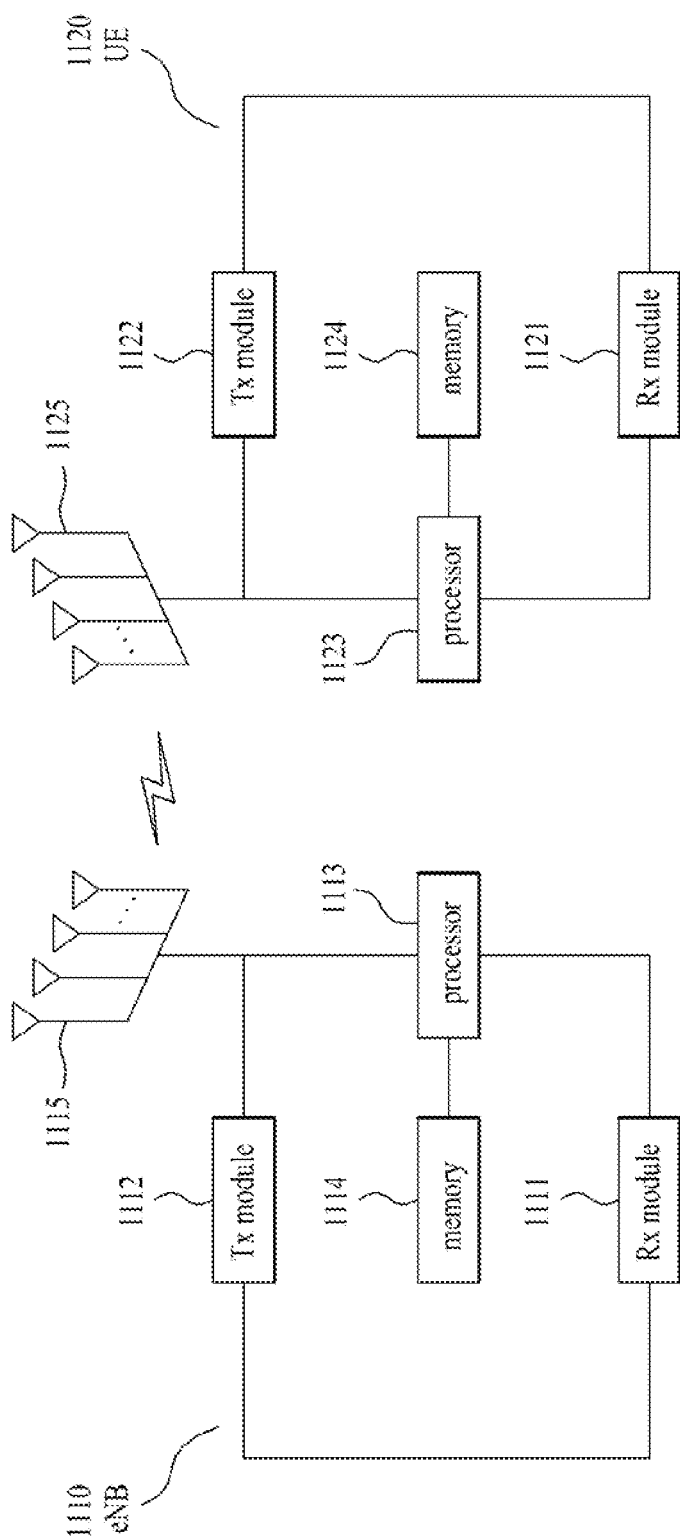 1110
eNB
1115
1112
Tx module
1113
processor
1114
memory
1111
Rx module
1120
UE
1125
1122
Tx module
1123
processor
1124
memory
1121
Rx module